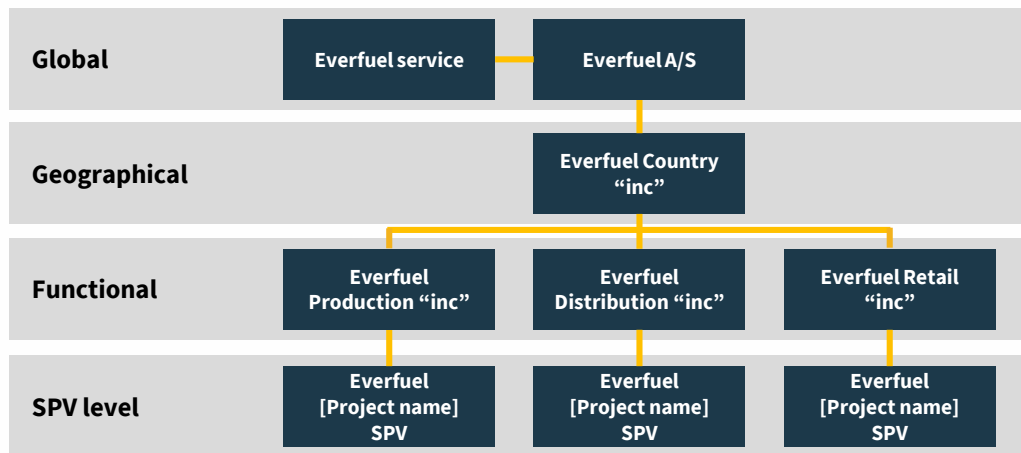 Global
Everfuel service
Everfuel A/S
Geographical
Everfuel Country
“inc”
Functional
Everfuel
Production “inc”
Everfuel
Distribution “inc”
Everfuel Retail
“inc”
SPV level
Everfuel
[Project name]
SPV
Everfuel
[Project name]
SPV
Everfuel
[Project name]
SPV